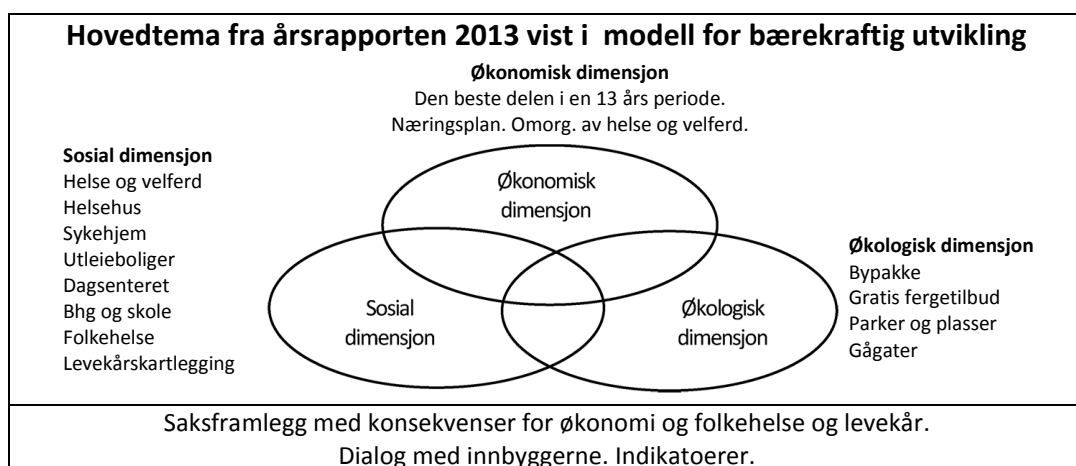 Hovedtema fra årsrapporten 2013 vist i modell for bærekraftig utvikling
Økonomisk dimensjon
Den beste delen i en 13 års periode.
Næringsplan. Omorg. av helse og velferd.
Sosial dimensjon
Helse og velferd
Helsehus
Sykehjem
Utleieboliger
Dagsenteret
Bhg og skole
Folkehelse
Levekårskartlegging
Økonomisk
dimensjon
Sosial
dimensjon
Økologisk
dimensjon
Økologisk dimensjon
Bypakke
Gratis fergetilbud
Parker og plasser
Gågater
Saksframlegg med konsekvenser for økonomi og folkehelse og levekår.
Dialog med innbyggerne. Indikatoerer.